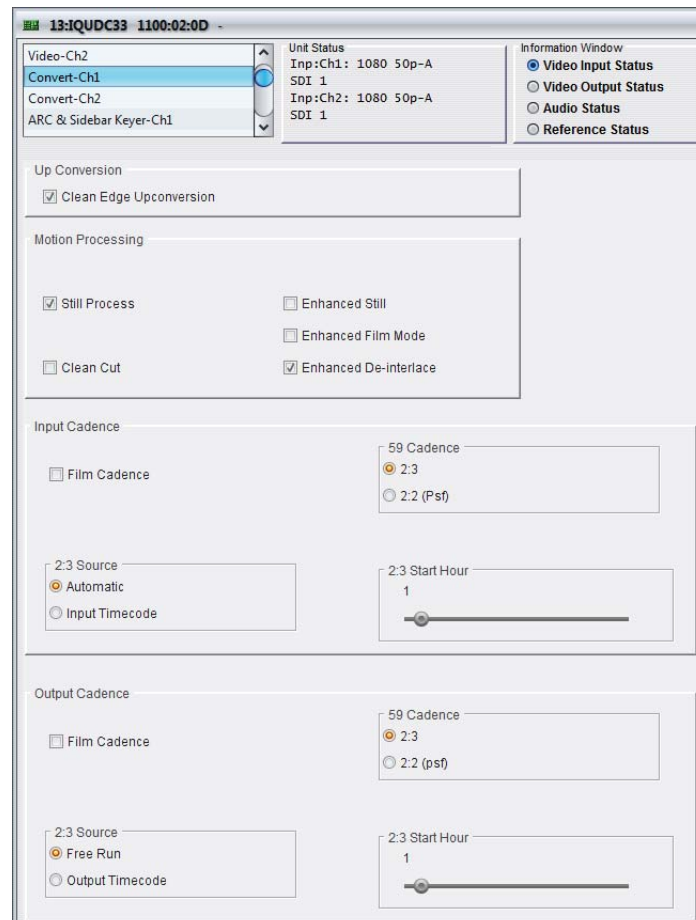 13:IQUDC33 1100:02:0D -
Video-Ch2
Convert-Ch1
Convert-Ch2
ARC & Sidebar Keyer-Ch1
Unit Status
Inp:Ch1: 1080 50p-A
SDI 1
Inp:Ch2: 1080 50p-A
SDI 1
Information Window
Video Input Status
Video Output Status
Audio Status
Reference Status
Up Conversion
Clean Edge Upconversion
Motion Processing
Still Process
Enhanced Still
Enhanced Film Mode
Clean Cut
Enhanced De-interlace
Input Cadence
Film Cadence
59 Cadence
2:3
2:2 (Psf)
2:3 Source
Automatic
Input Timecode
2:3 Start Hour
1
Output Cadence
Film Cadence
59 Cadence
2:3
2:2 (psf)
2:3 Source
Free Run
Output Timecode
2:3 Start Hour
1